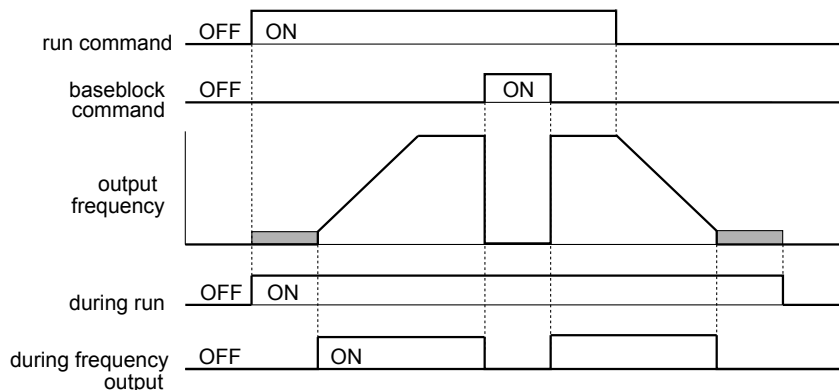 OFF ON
run command
baseblock
command
OFF ON
output
frequency
during run
OFF ON
during frequency
output
OFF ON